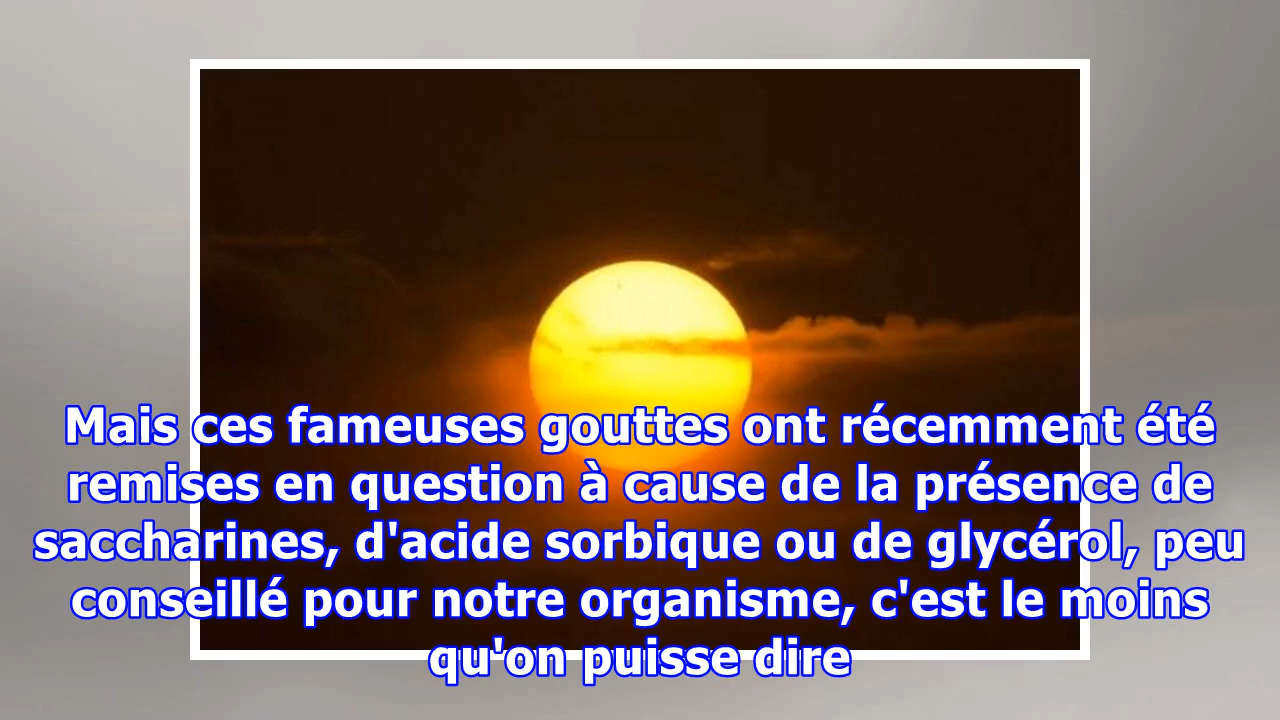 Mais ces fameuses gouttes ont récemment été
remises en question à cause de la présence de
saccharines, d'acide sorbique ou de glycérol, peu
conseillé pour notre organisme, c'est le moins
qu'on puisse dire